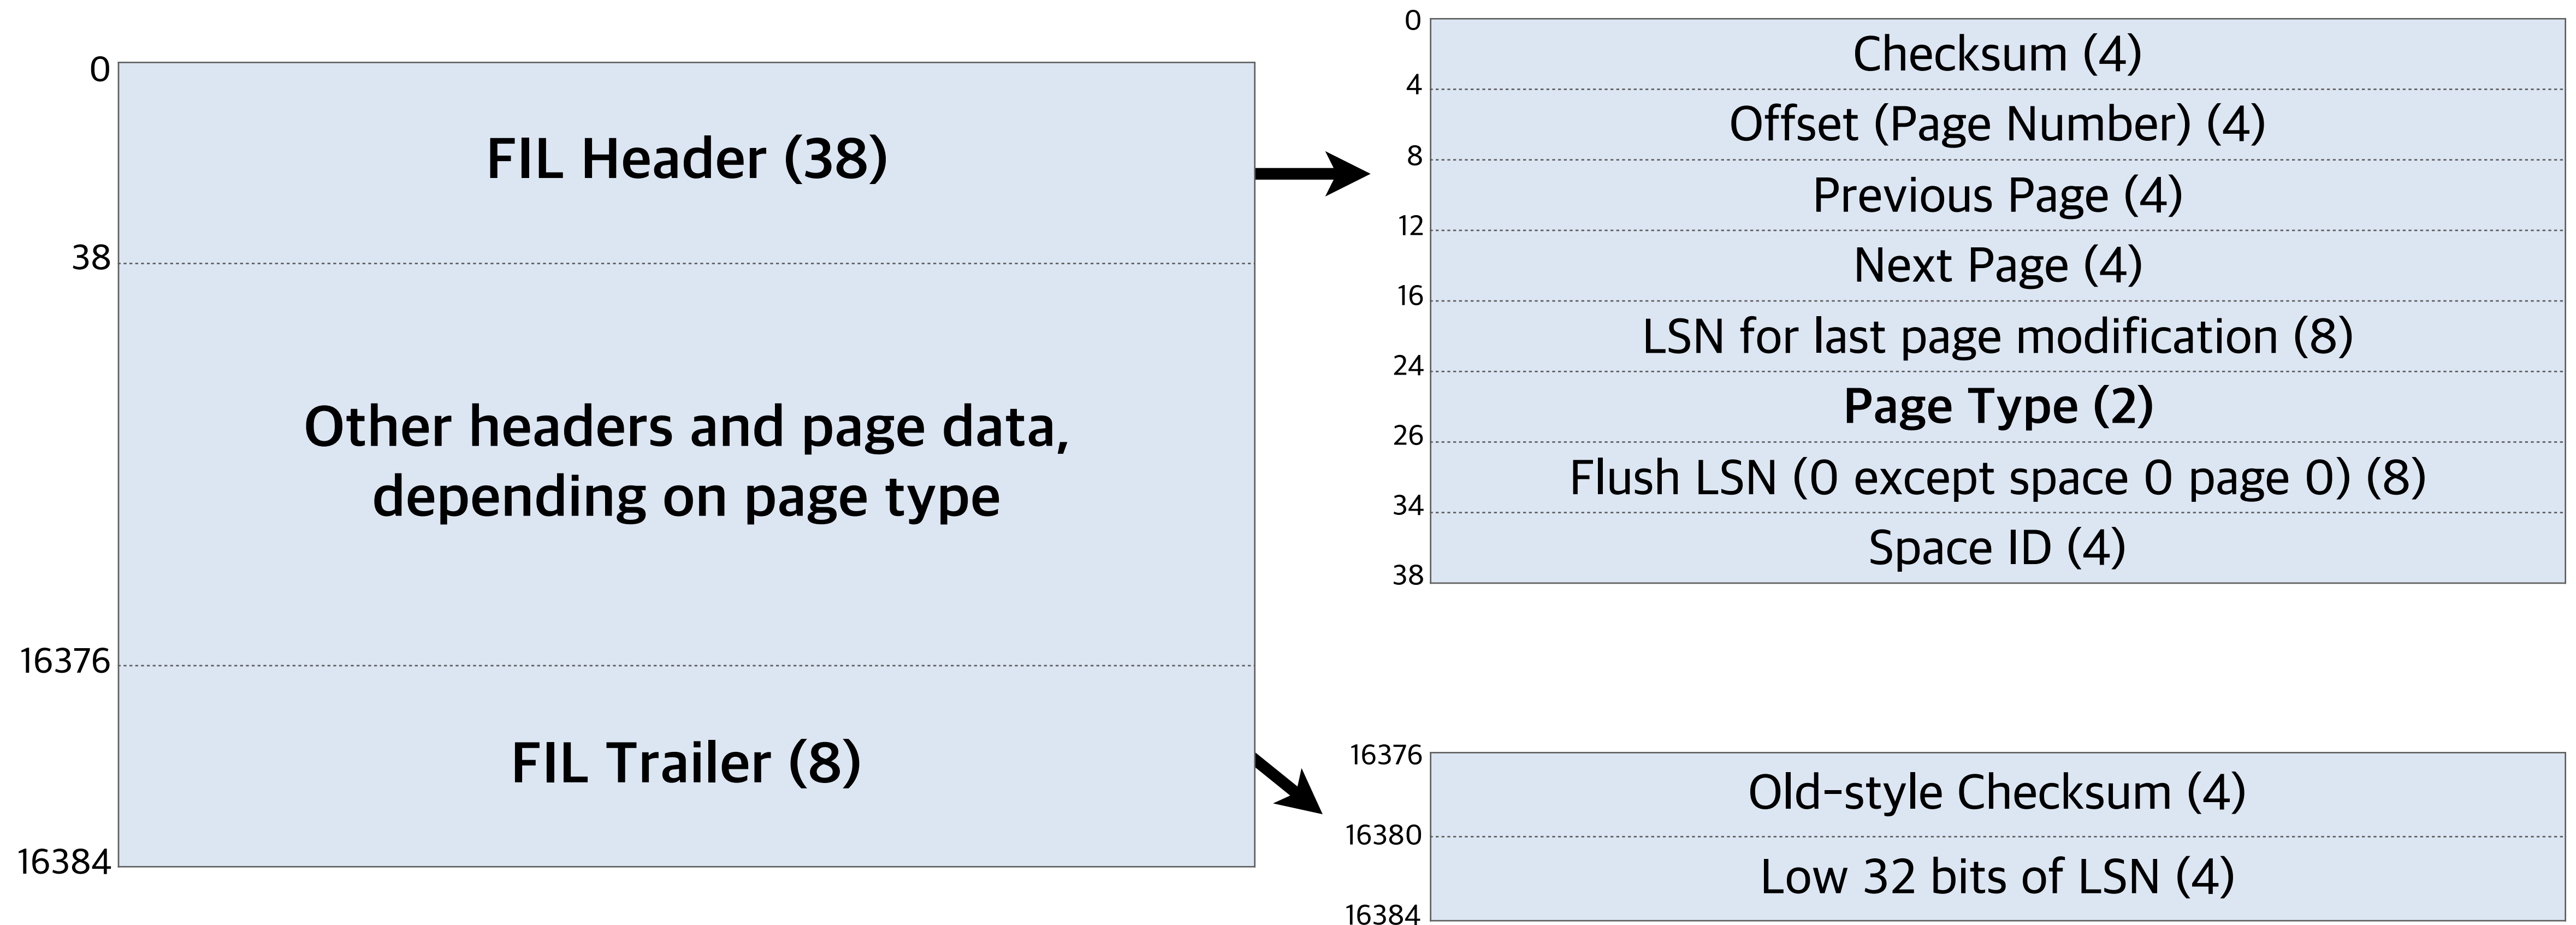 0
FIL Header (38)
38
Other headers and page data,
depending on page type
16376
FIL Trailer (8)
16384
0
Checksum (4)
4
Offset (Page Number) (4)
8
Previous Page (4)
12
Next Page (4)
16
LSN for last page modification (8)
24
Page Type (2)
26
Flush LSN (0 except space 0 page 0) (8)
34
Space ID (4)
38
16376
Old-style Checksum (4)
16380
Low 32 bits of LSN (4)
16384